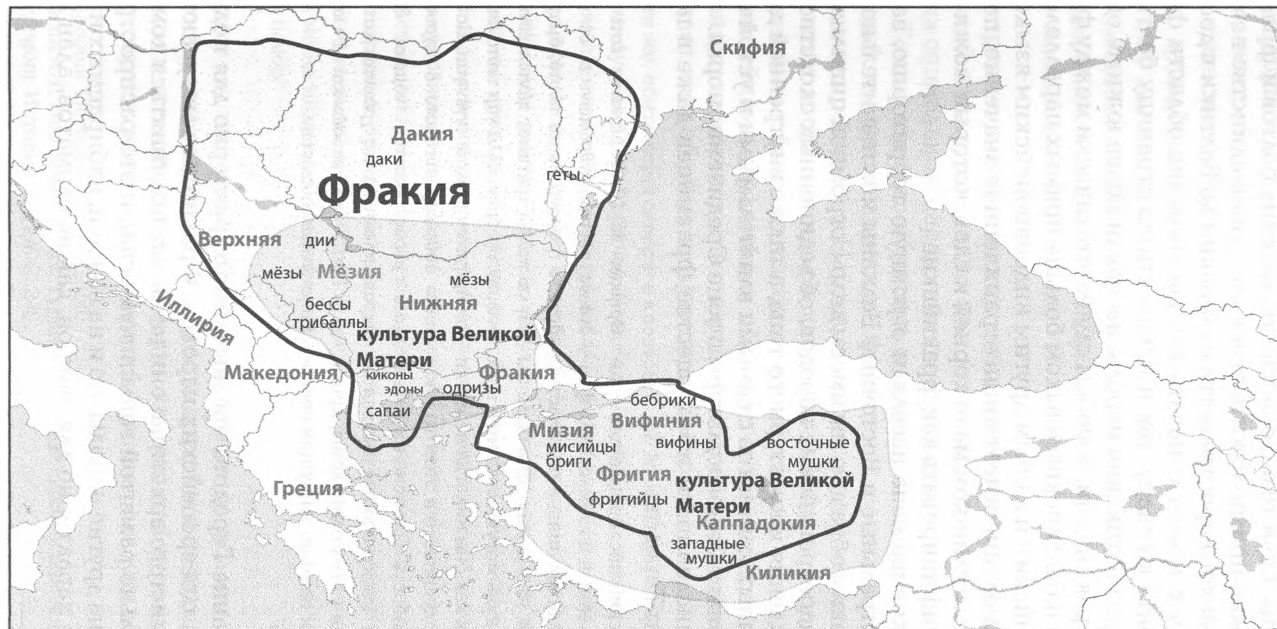 Скифия
Дакия
даки
Фракия
геты
Верхняя
дии
мёзы
Мёзия
мёзы
бессы
Нижняя
трибаллы
Иллирия
культура Великой
Матери
Македония
киконы
Фракия
эдоны
одризы
сапаи
бебрики
Вифиния
Мизия
вифины
восточные
мушки
мисийцы
бриги
Фригия
культура Великой
Матери
фригийцы
Греция
Каппадокия
западные
мушки
Киликия